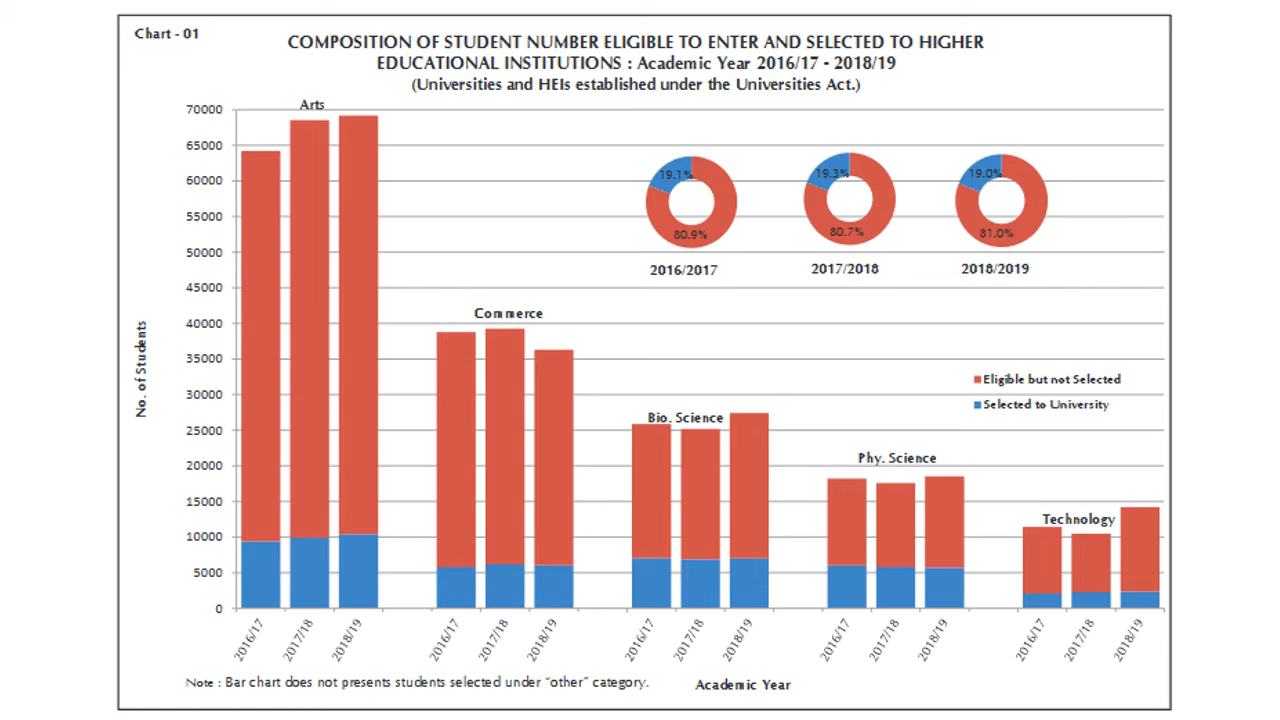 Chart - 01
COMPOSITION OF STUDENT NUMBER ELIGIBLE TO ENTER AND SELECTED TO HIGHER
EDUCATIONAL INSTITUTIONS : Academic Year 2016/17 - 2018/19
(Universities and HEIs established under the Universities Act.)
No. of Students
70000
65000
60000
55000
50000
45000
40000
35000
30000
25000
20000
15000
10000
5000
0
Arts
Commerce
Bio. Science
Phy. Science
Technology
19.1%
80.9%
2016/2017
19.3%
80.7%
2017/2018
19.0%
81.0%
2018/2019
Eligible but not Selected
Selected to University
2016/17
2017/18
2018/19
2016/17
2017/18
2018/19
2016/17
2017/18
2018/19
2016/17
2017/18
2018/19
2016/17
2017/18
2018/19
Note : Bar chart does not presents students selected under "other" category.
Academic Year